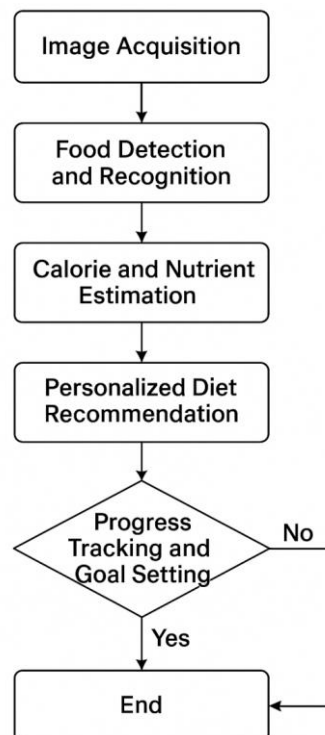 Image Acquisition
Food Detection
and Recognition
Calorie and Nutrient
Estimation
Personalized Diet
Recommendation
Progress
Tracking and
Goal Setting
No
Yes
End